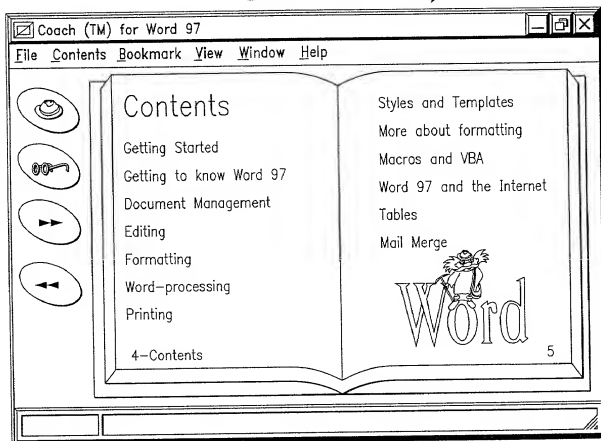 Coach (TM) for Word 97
File Contents Bookmark View Window Help
Contents
Getting Started
Getting to know Word 97
Document Management
Editing
Formatting
Word-processing
Printing
4-Contents
Styles and Templates
More about formatting
Macros and VBA
Word 97 and the Internet
Tables
Mail Merge
Word
5